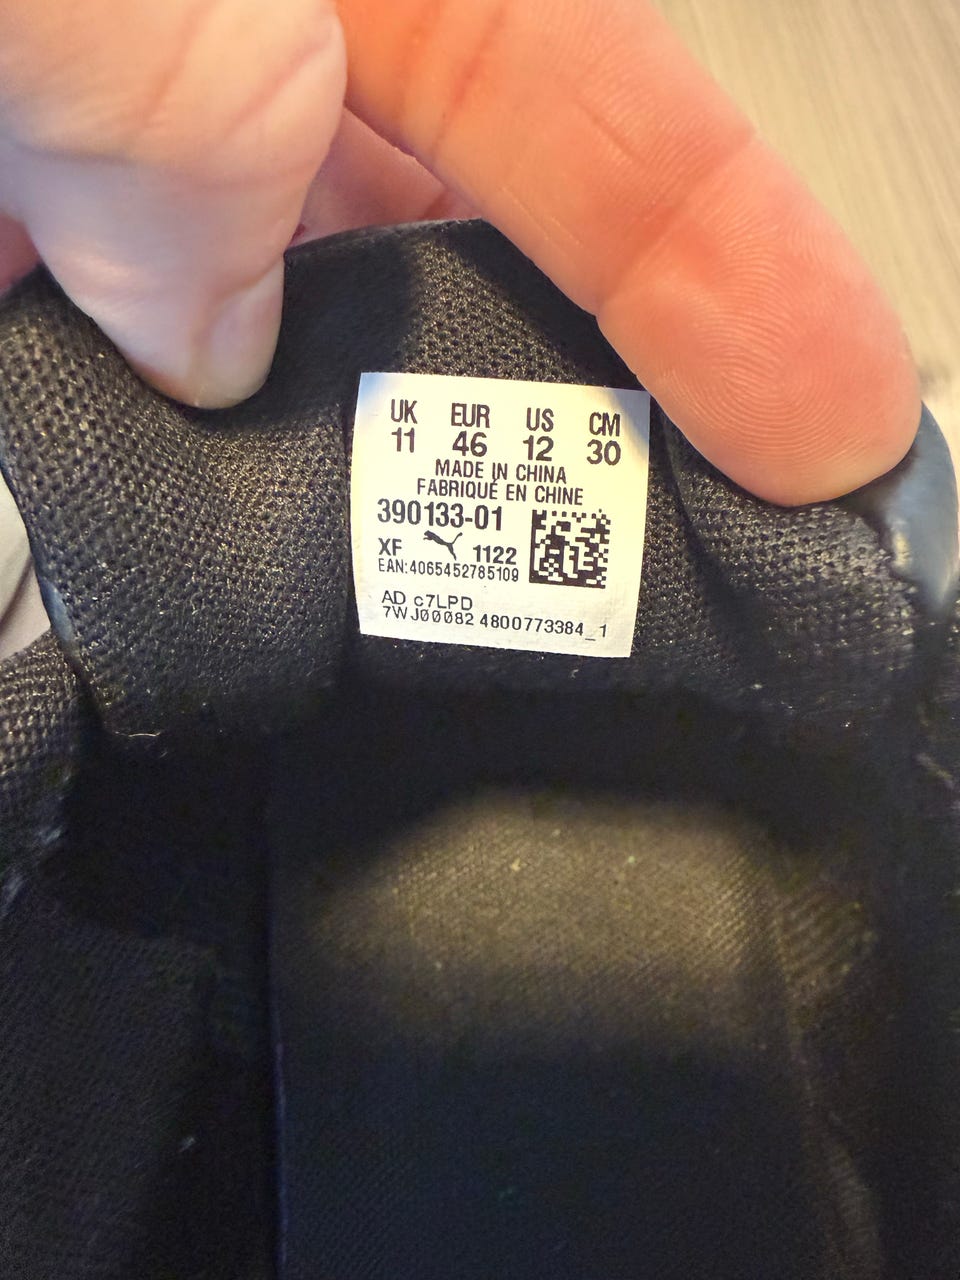 UK EUR US CM
11 46 12 30
MADE IN CHINA
FABRIQUÉ EN CHINE
390133-01
XF 1122
EAN:4065452785109
AD c7LPD
7WJ00082 4800773384_1